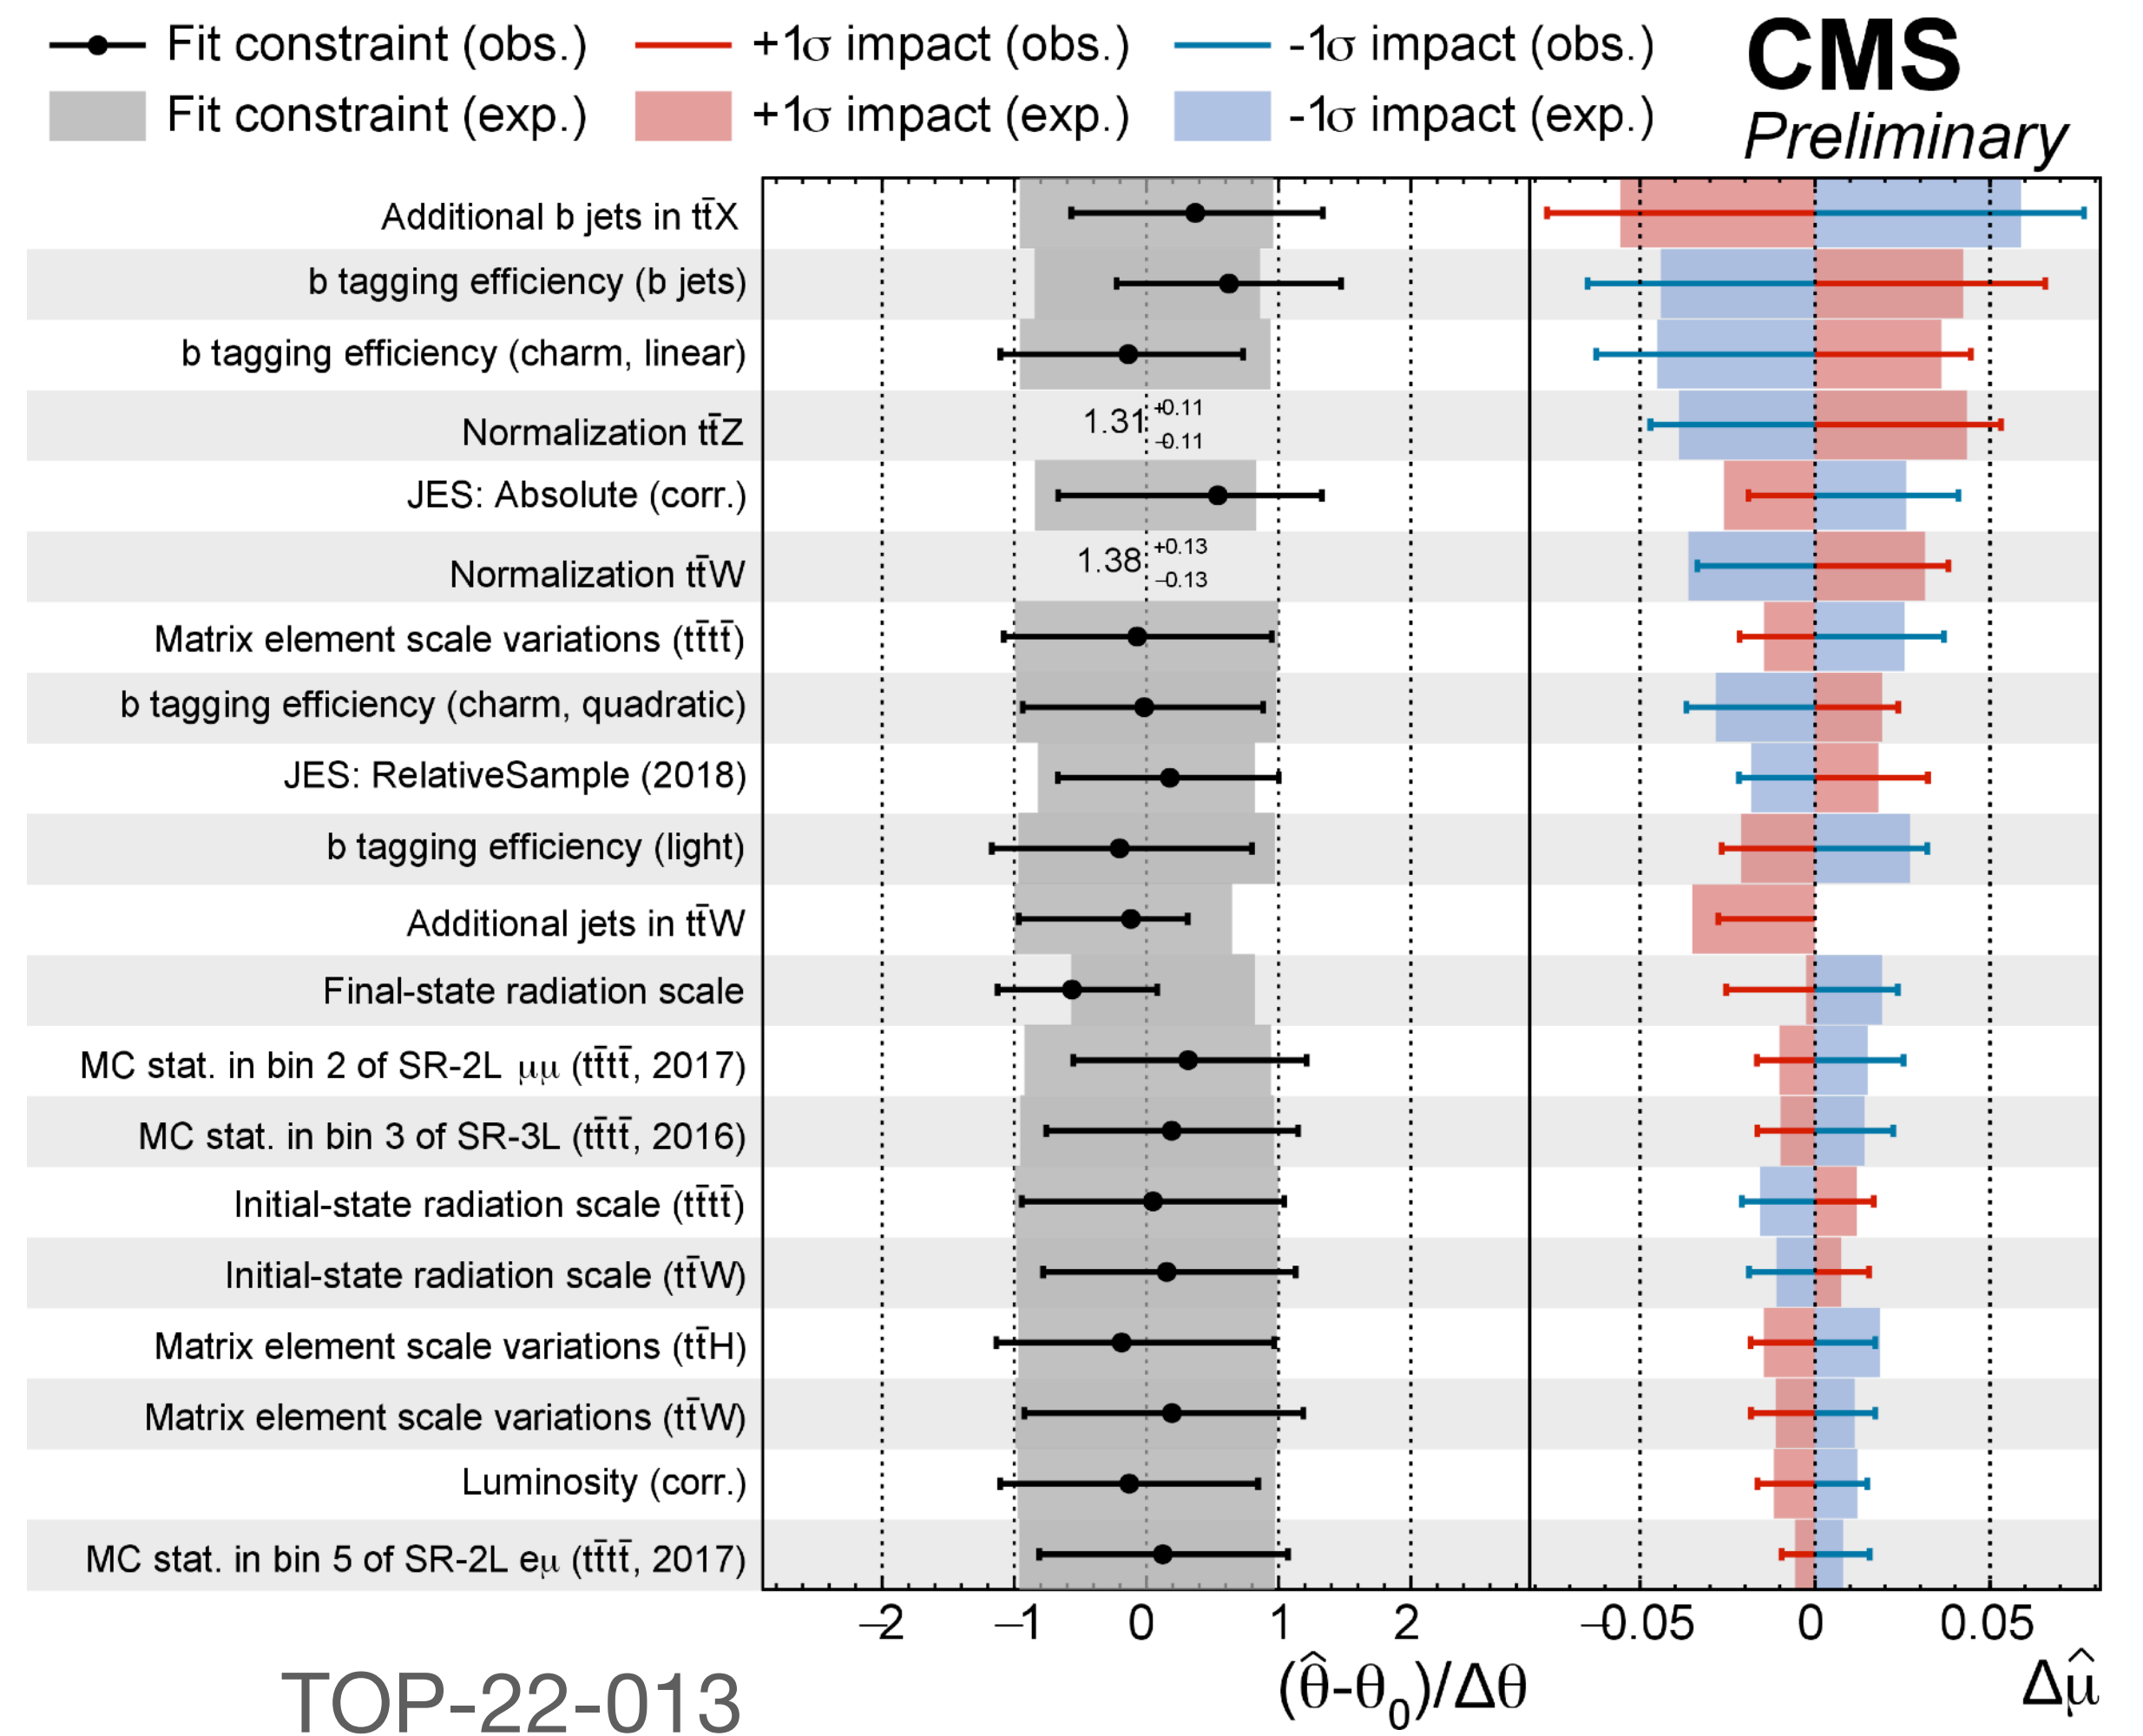 Fit constraint (obs.) +1σ impact (obs.) -1σ impact (obs.) CMS
Fit constraint (exp.) +1σ impact (exp.) -1σ impact (exp.) Preliminary
Additional b jets in tt̄X
b tagging efficiency (b jets)
b tagging efficiency (charm, linear)
Normalization tt̄Z 1.31 +0.11 −0.11
JES: Absolute (corr.)
Normalization tt̄W 1.38 +0.13 −0.13
Matrix element scale variations (tt̄tt̄)
b tagging efficiency (charm, quadratic)
JES: RelativeSample (2018)
b tagging efficiency (light)
Additional jets in tt̄W
Final-state radiation scale
MC stat. in bin 2 of SR-2L μμ (tt̄tt̄, 2017)
MC stat. in bin 3 of SR-3L (tt̄tt̄, 2016)
Initial-state radiation scale (tt̄tt̄)
Initial-state radiation scale (tt̄W)
Matrix element scale variations (tt̄H)
Matrix element scale variations (tt̄W)
Luminosity (corr.)
MC stat. in bin 5 of SR-2L eμ (tt̄tt̄, 2017)
−2 −1 0 1 2 −0.05 0 0.05
(θ̂-θ₀)/Δθ Δμ̂
TOP-22-013